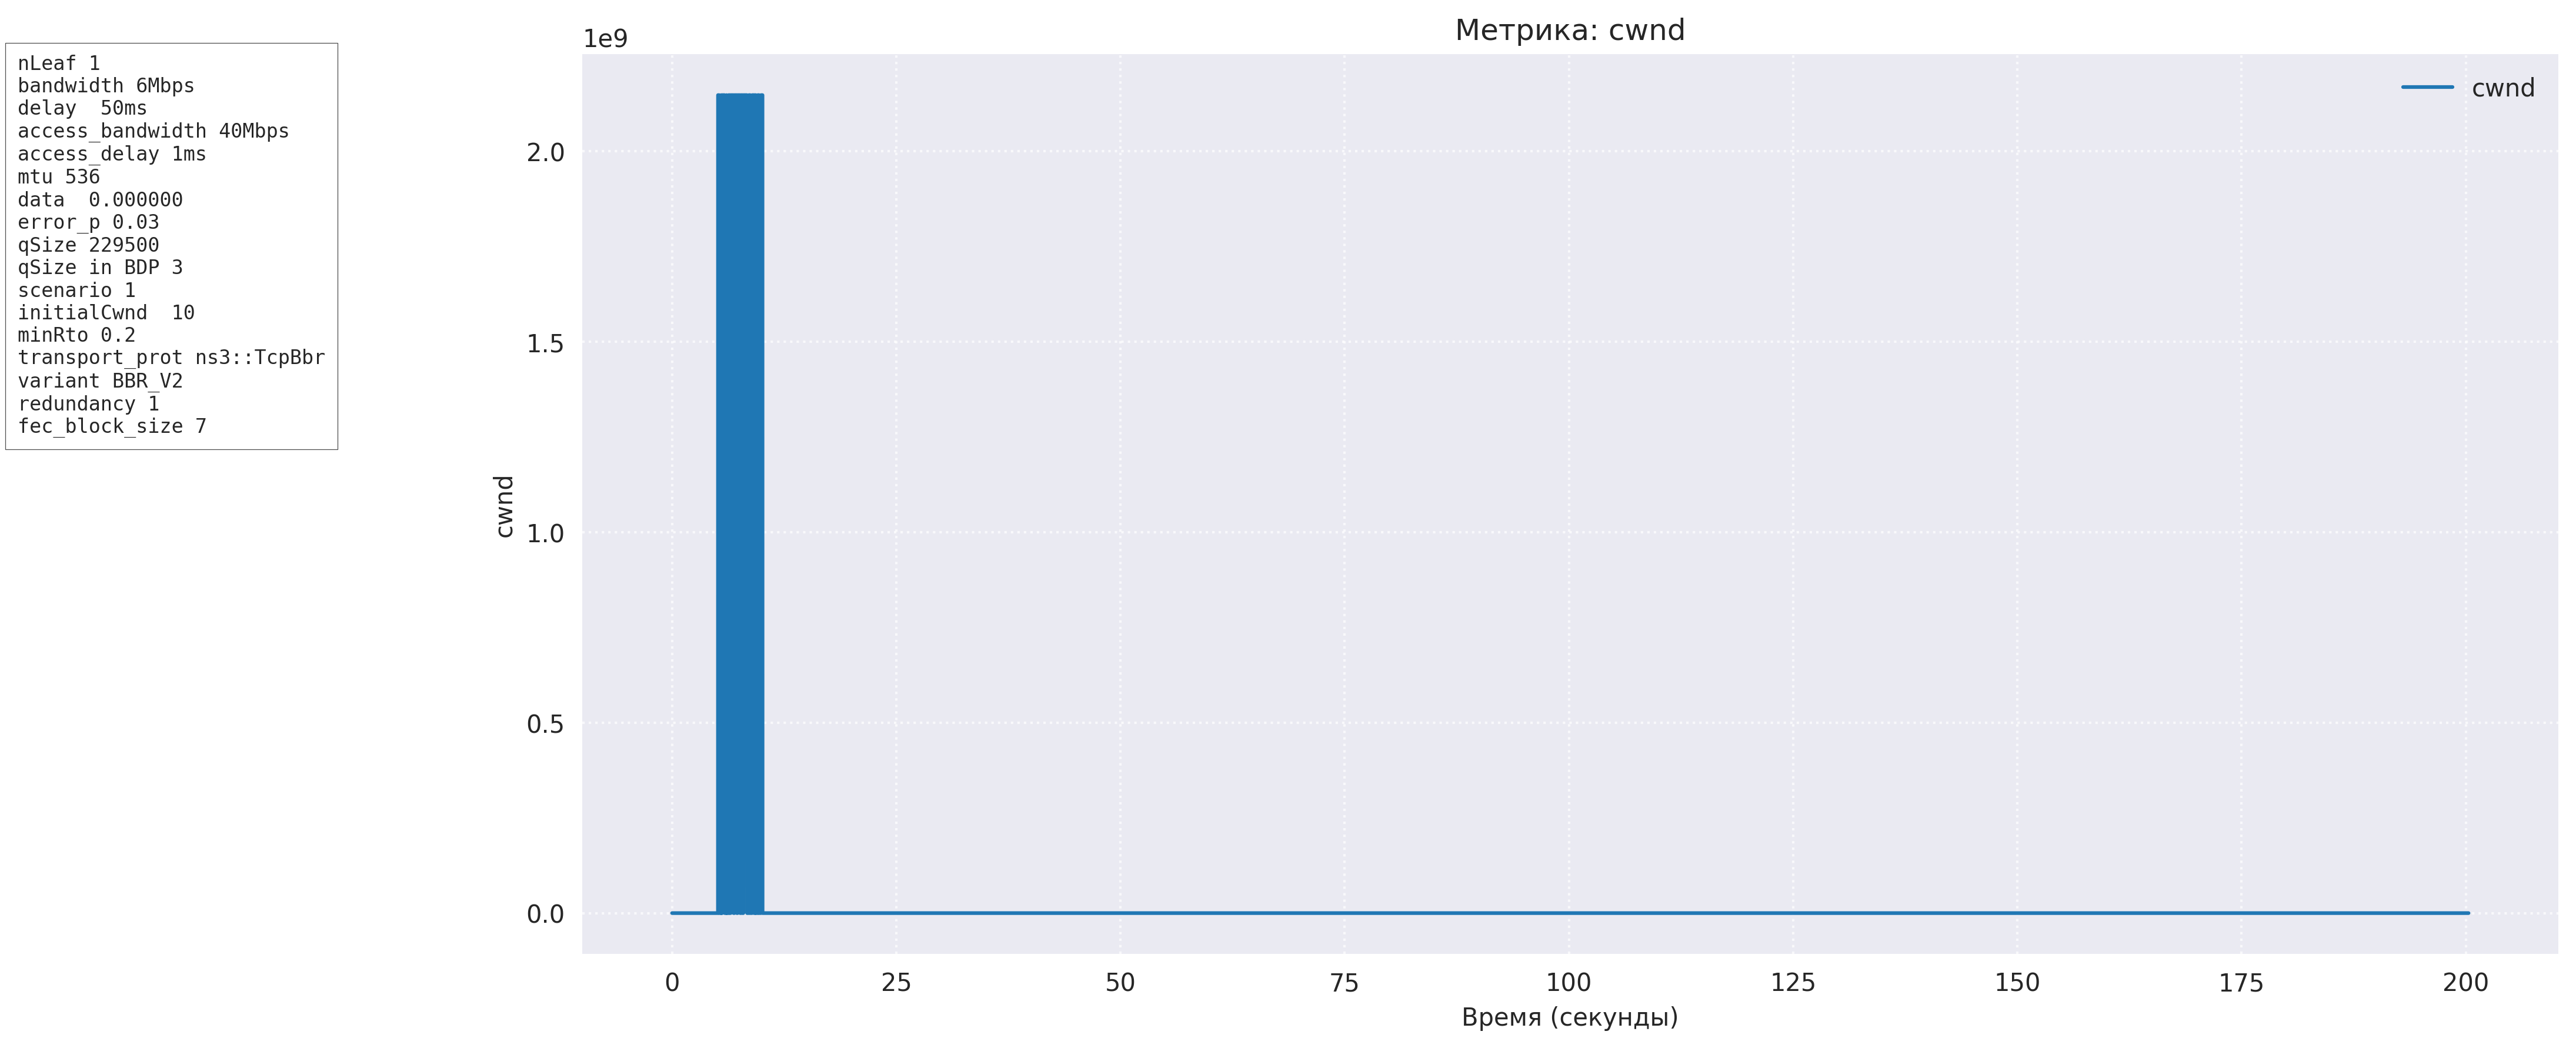 nLeaf 1
bandwidth 6Mbps
delay  50ms
access_bandwidth 40Mbps
access_delay 1ms
mtu 536
data  0.000000
error_p 0.03
qSize 229500
qSize in BDP 3
scenario 1
initialCwnd  10
minRto 0.2
transport_prot ns3::TcpBbr
variant BBR_V2
redundancy 1
fec_block_size 7
Метрика: cwnd
1e9
cwnd
2.0
1.5
1.0
0.5
0.0
cwnd
0 25 50 75 100 125 150 175 200
Время (секунды)